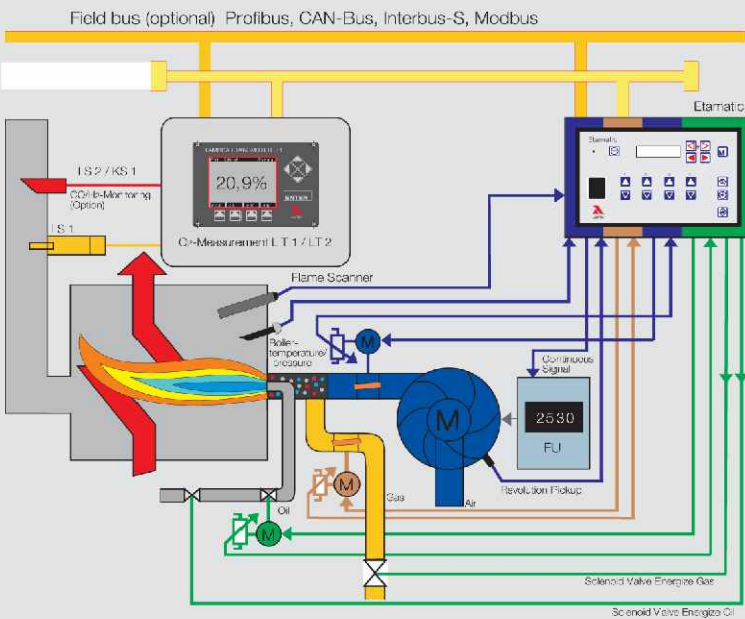 Field bus (optional) Profibus, CAN-Bus, Interbus-S, Modbus
Etamatic
Etamatic
LS 2 / KS 1
CO/H₂-Monitoring
(Option)
LS 1
20,9%
ENTER
O₂-Measurement LT 1 / LT 2
Flame Scanner
Boiler-
temperature/
pressure
M
Continuous
Signal
M
2530
FU
Revolution Pickup
M
Gas
Air
Oil
M
Solenoid Valve Energize Gas
Solenoid Valve Energize Oil